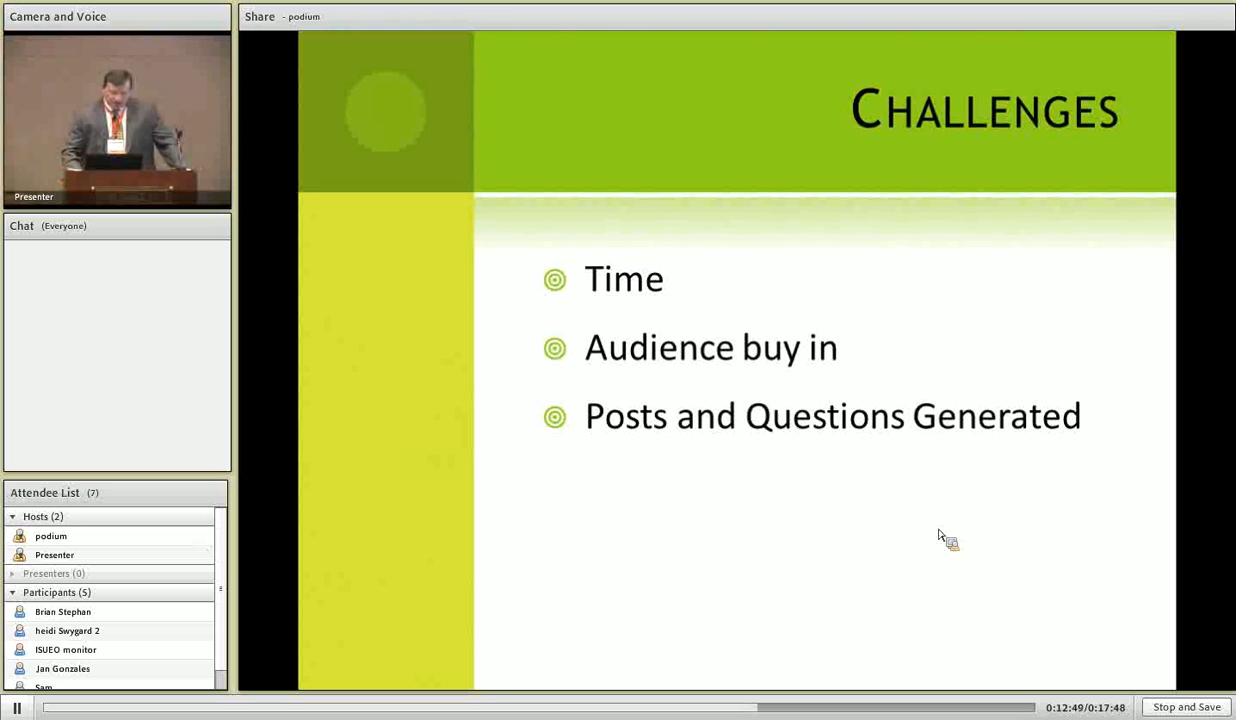 Camera and Voice
Presenter
Chat (Everyone)
Attendee List (7)
Hosts (2)
podium
Presenter
Presenters (0)
Participants (5)
Brian Stephan
heidi Swygard 2
ISUEO monitor
Jan Gonzales
Sam
Share - podium
CHALLENGES
Time
Audience buy in
Posts and Questions Generated
0:12:49/0:17:48
Stop and Save